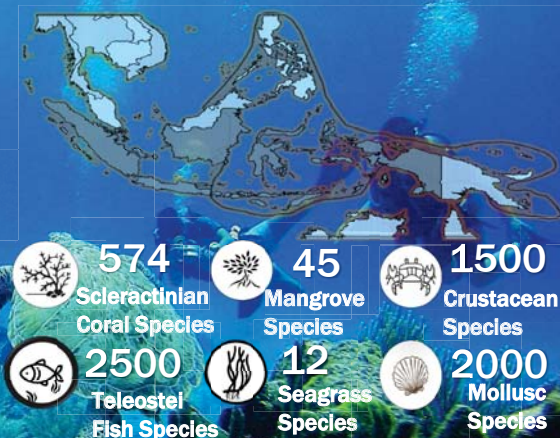 574
Scleractinian
Coral Species
45
Mangrove
Species
1500
Crustacean
Species
2500
Teleostei
Fish Species
12
Seagrass
Species
2000
Mollusc
Species